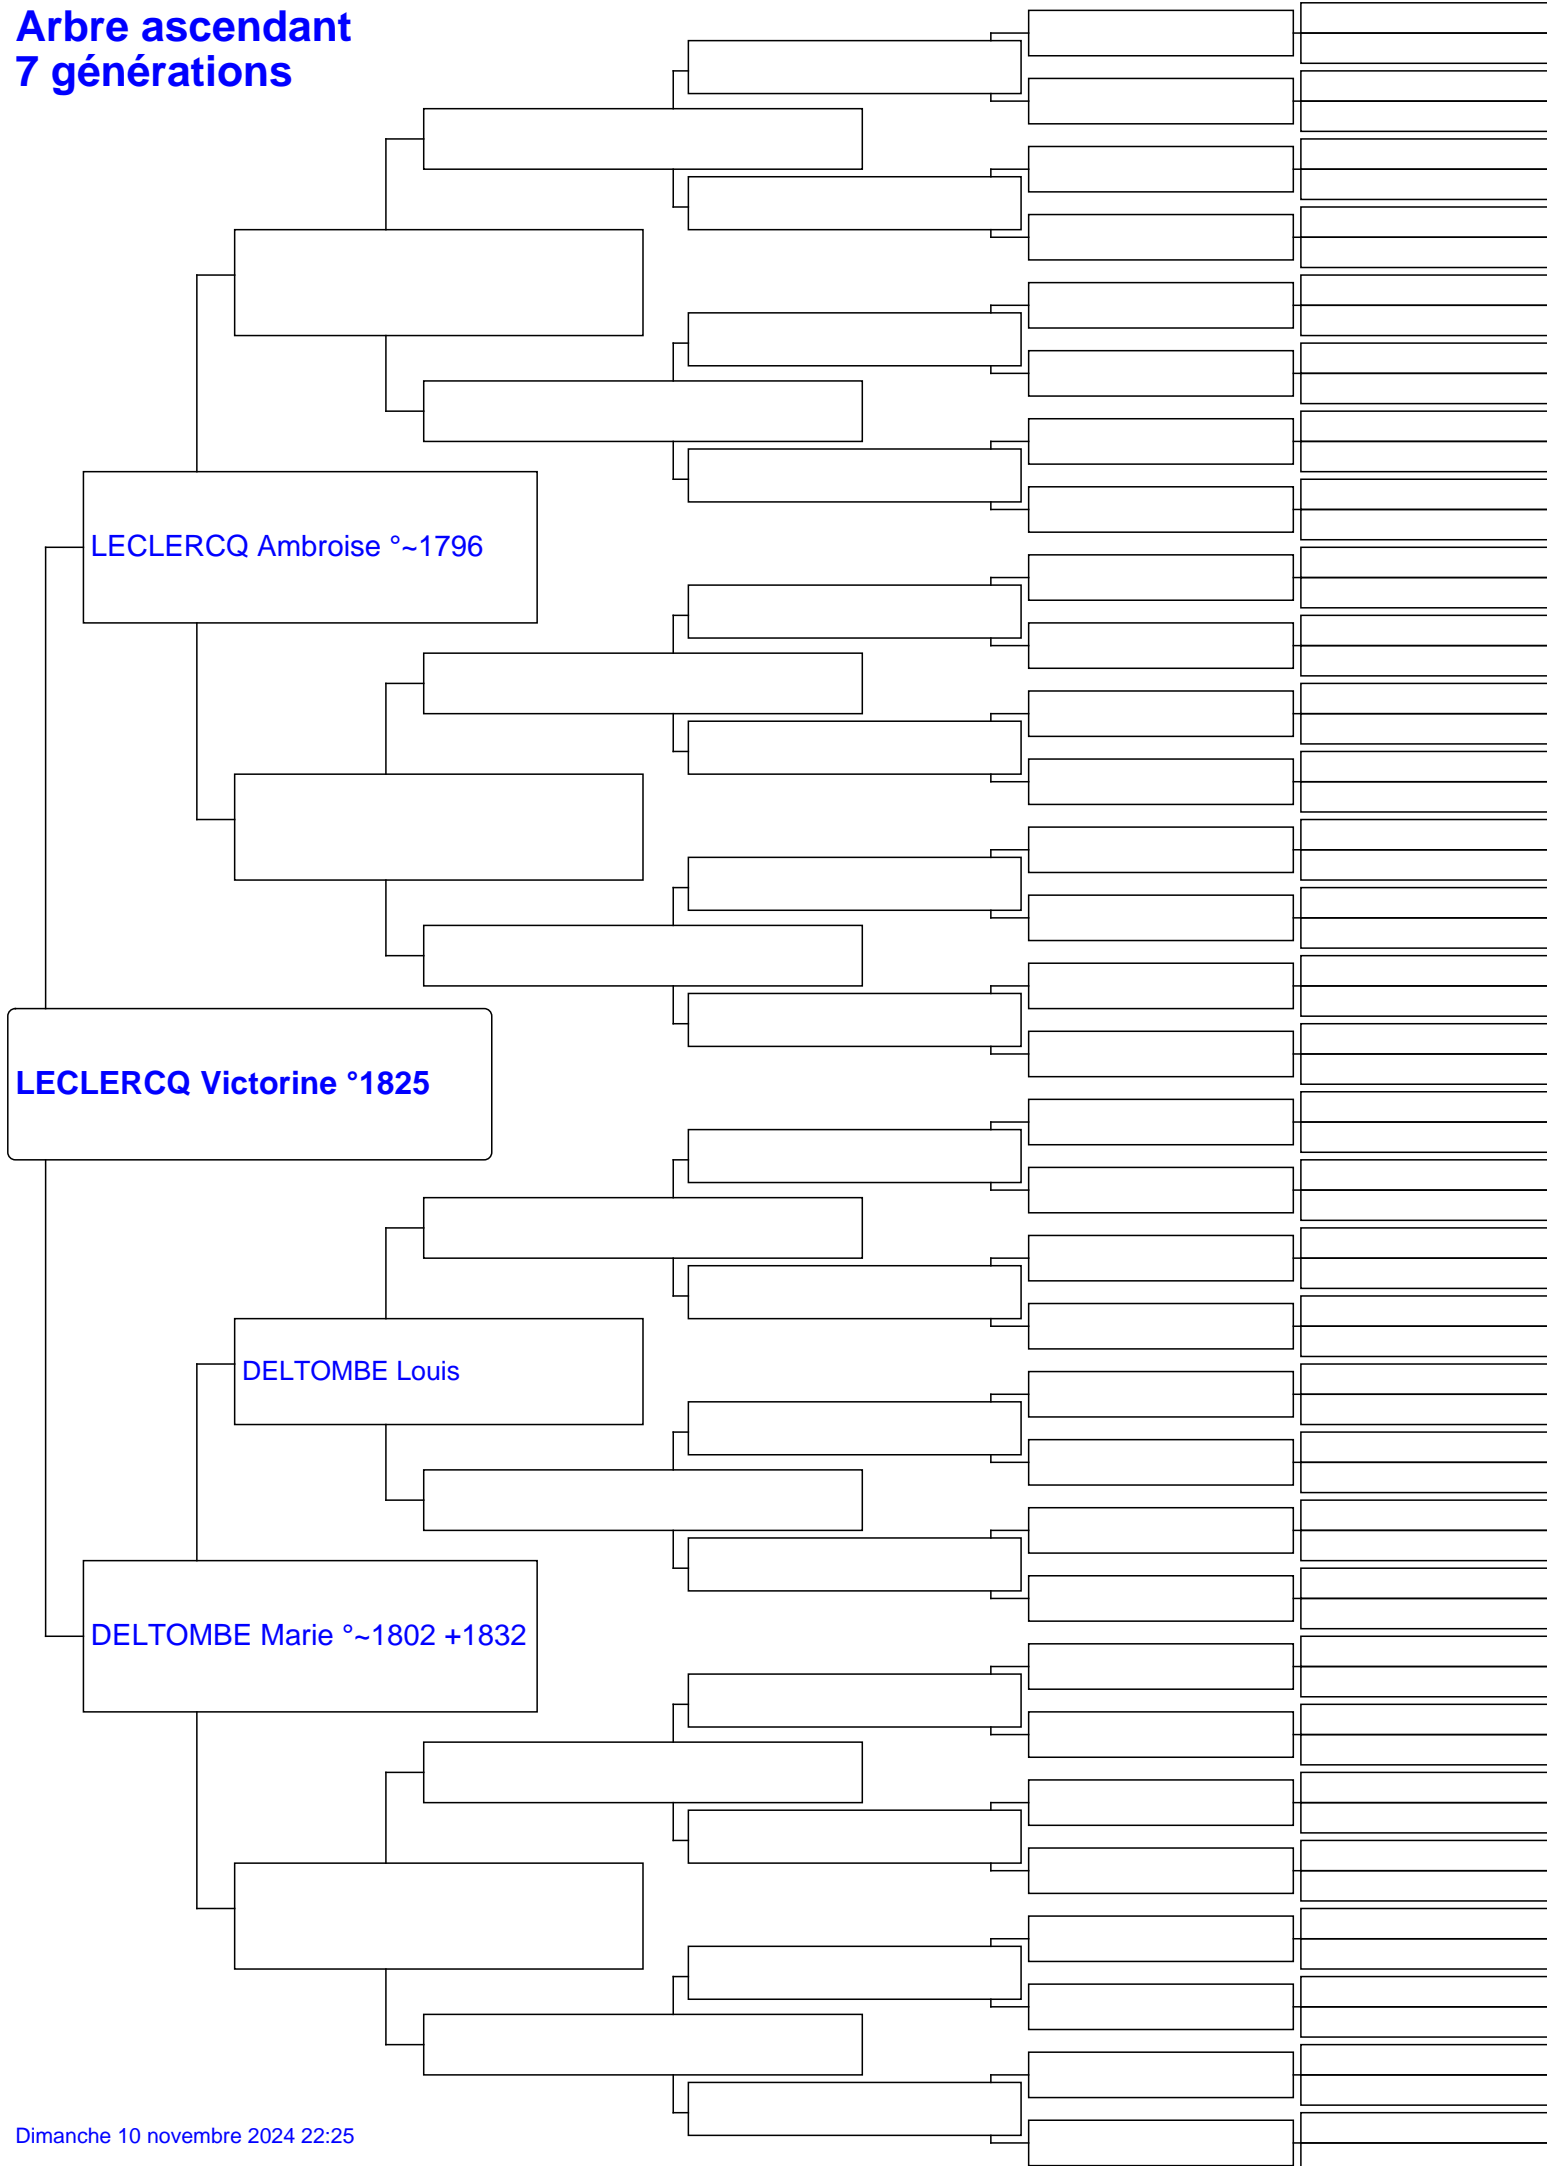 Arbre ascendant
7 générations
LECLERCQ Ambroise °~1796
LECLERCQ Victorine °1825
DELTOMBE Louis
DELTOMBE Marie °~1802 +1832
Dimanche 10 novembre 2024 22:25